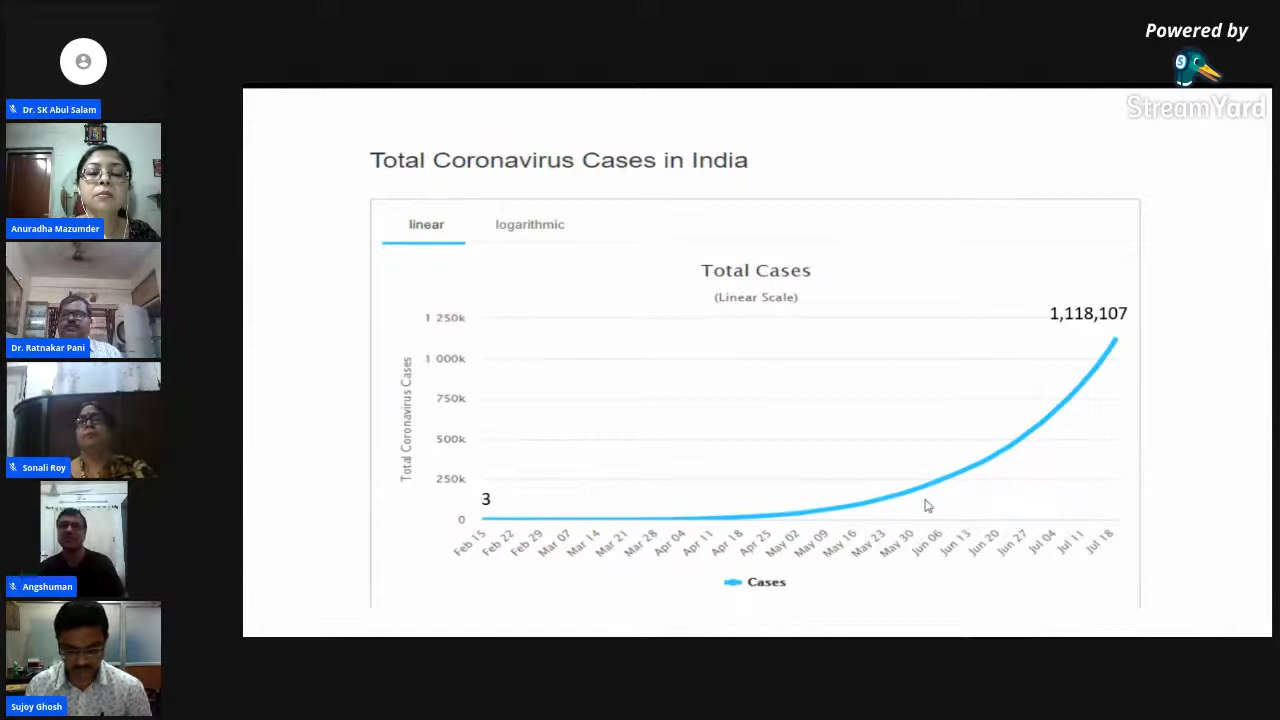 Powered by
StreamYard
Dr. SK Abul Salam
Anuradha Mazumder
Dr. Ratnakar Pani
Sonali Roy
Angshuman
Sujoy Ghosh
Total Coronavirus Cases in India
linear
logarithmic
Total Cases
(Linear Scale)
1,118,107
1 250k
1 000k
750k
500k
250k
0
Total Coronavirus Cases
3
Feb 15
Feb 22
Feb 29
Mar 07
Mar 14
Mar 21
Mar 28
Apr 04
Apr 11
Apr 18
Apr 25
May 02
May 09
May 16
May 23
May 30
Jun 06
Jun 13
Jun 20
Jun 27
Jul 04
Jul 11
Jul 18
Cases